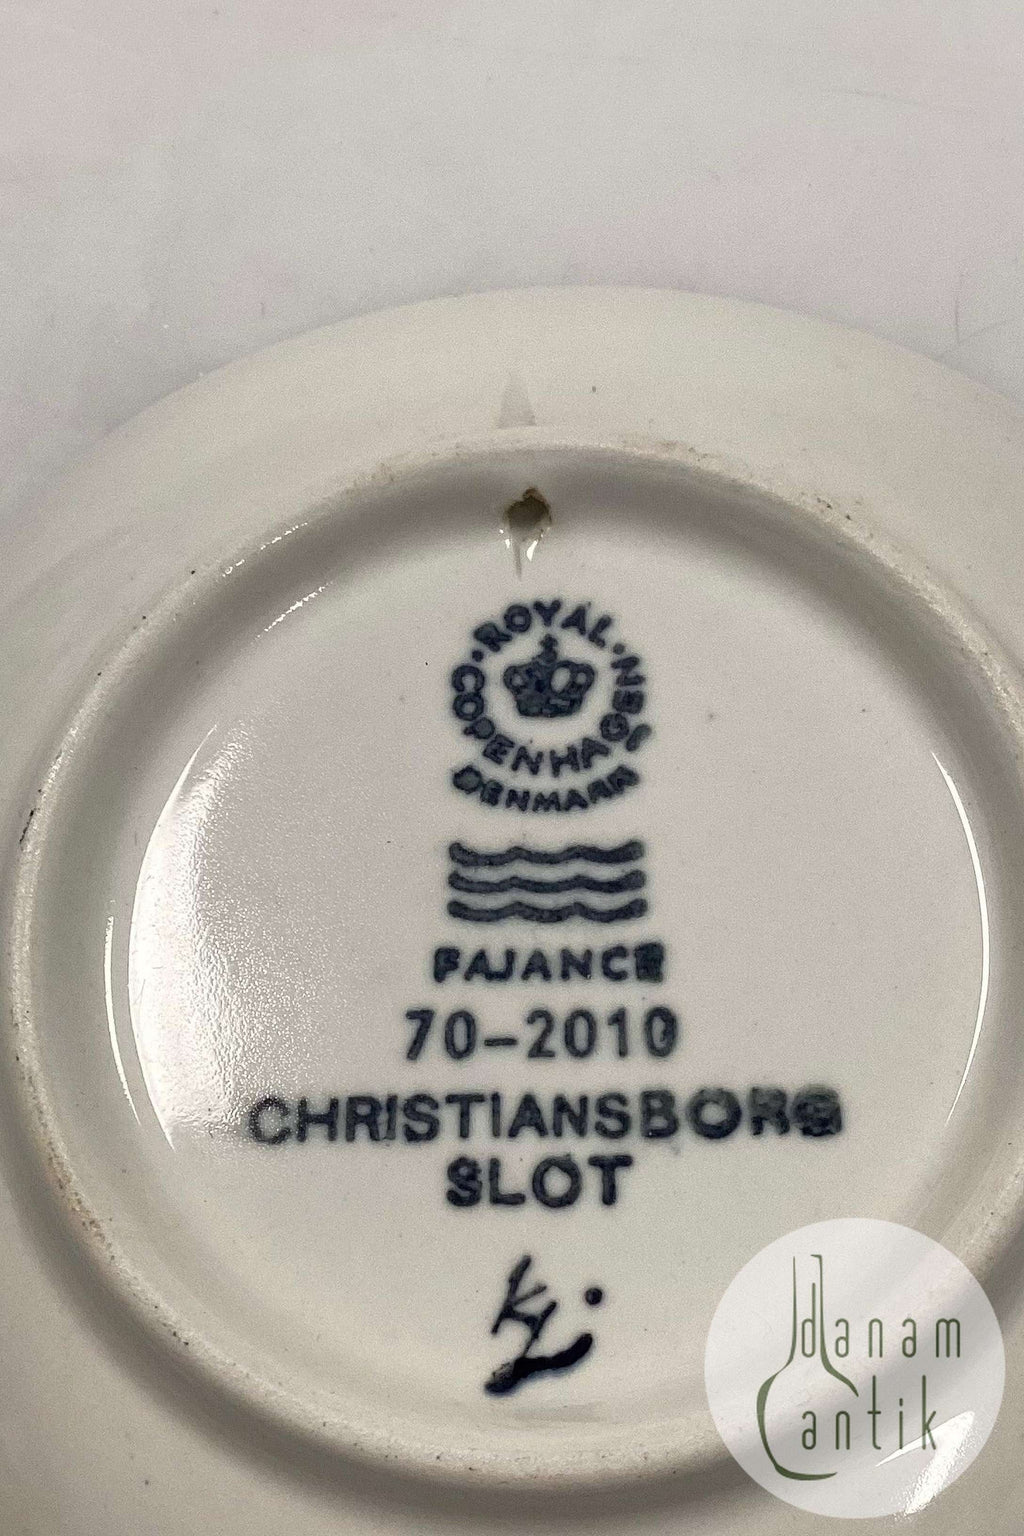 ROYAL
COPENHAGEN
DENMARK
FAJANCE
70-2010
CHRISTIANSBORG
SLOT
danam
antik